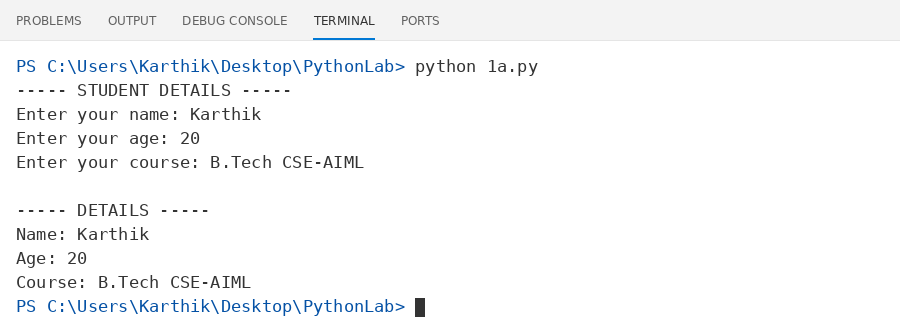 PROBLEMS OUTPUT DEBUG CONSOLE TERMINAL PORTS
PS C:\Users\Karthik\Desktop\PythonLab> python 1a.py
----- STUDENT DETAILS -----
Enter your name: Karthik
Enter your age: 20
Enter your course: B.Tech CSE-AIML
----- DETAILS -----
Name: Karthik
Age: 20
Course: B.Tech CSE-AIML
PS C:\Users\Karthik\Desktop\PythonLab>